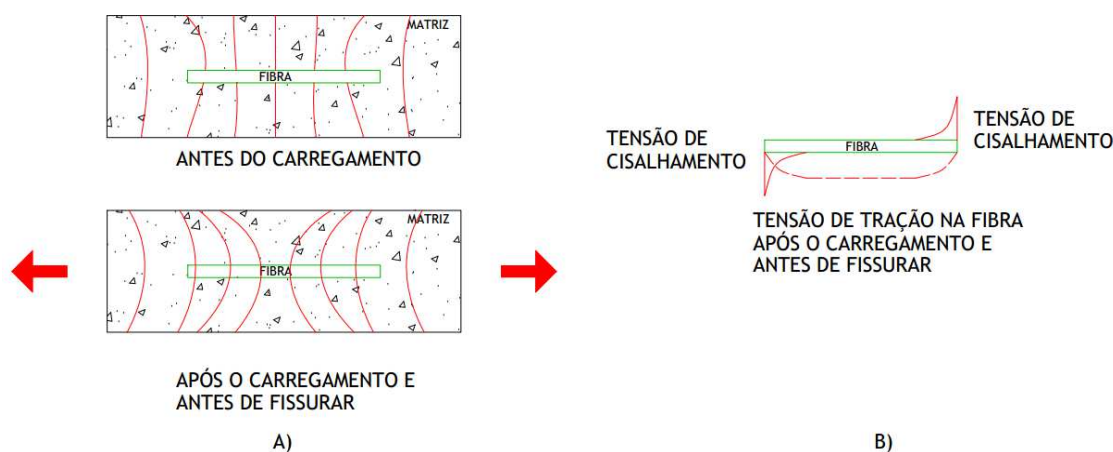 MATRIZ
FIBRA
ANTES DO CARREGAMENTO
MATRIZ
FIBRA
APÓS O CARREGAMENTO E
ANTES DE FISSURAR
A)
TENSÃO DE
CISALHAMENTO
FIBRA
TENSÃO DE
CISALHAMENTO
TENSÃO DE TRAÇÃO NA FIBRA
APÓS O CARREGAMENTO E
ANTES DE FISSURAR
B)